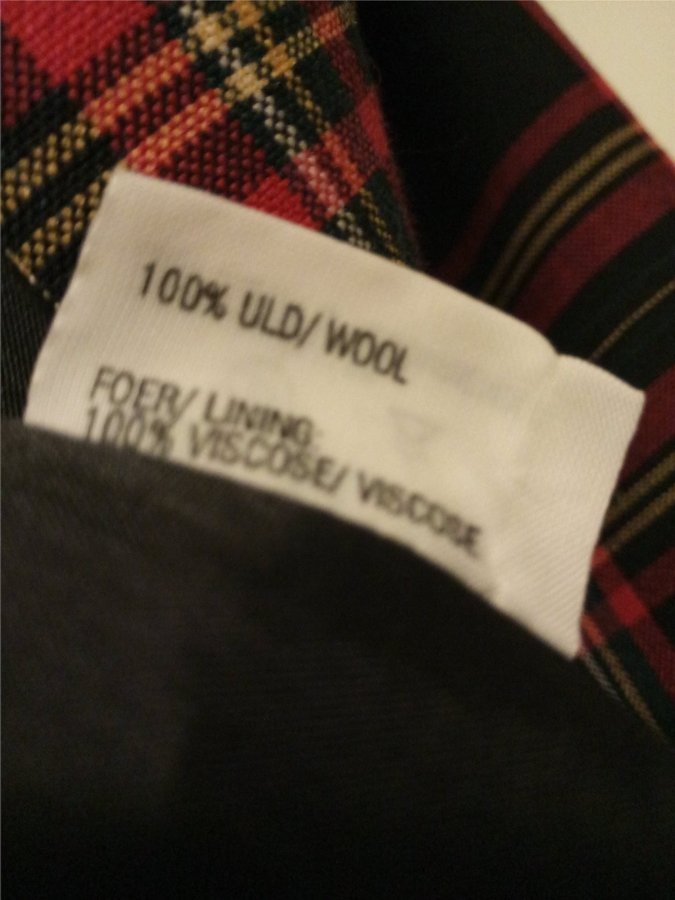 100% ULD/ WOOL
FOER/ LINING:
100% VISCOSE/ VISCOSE